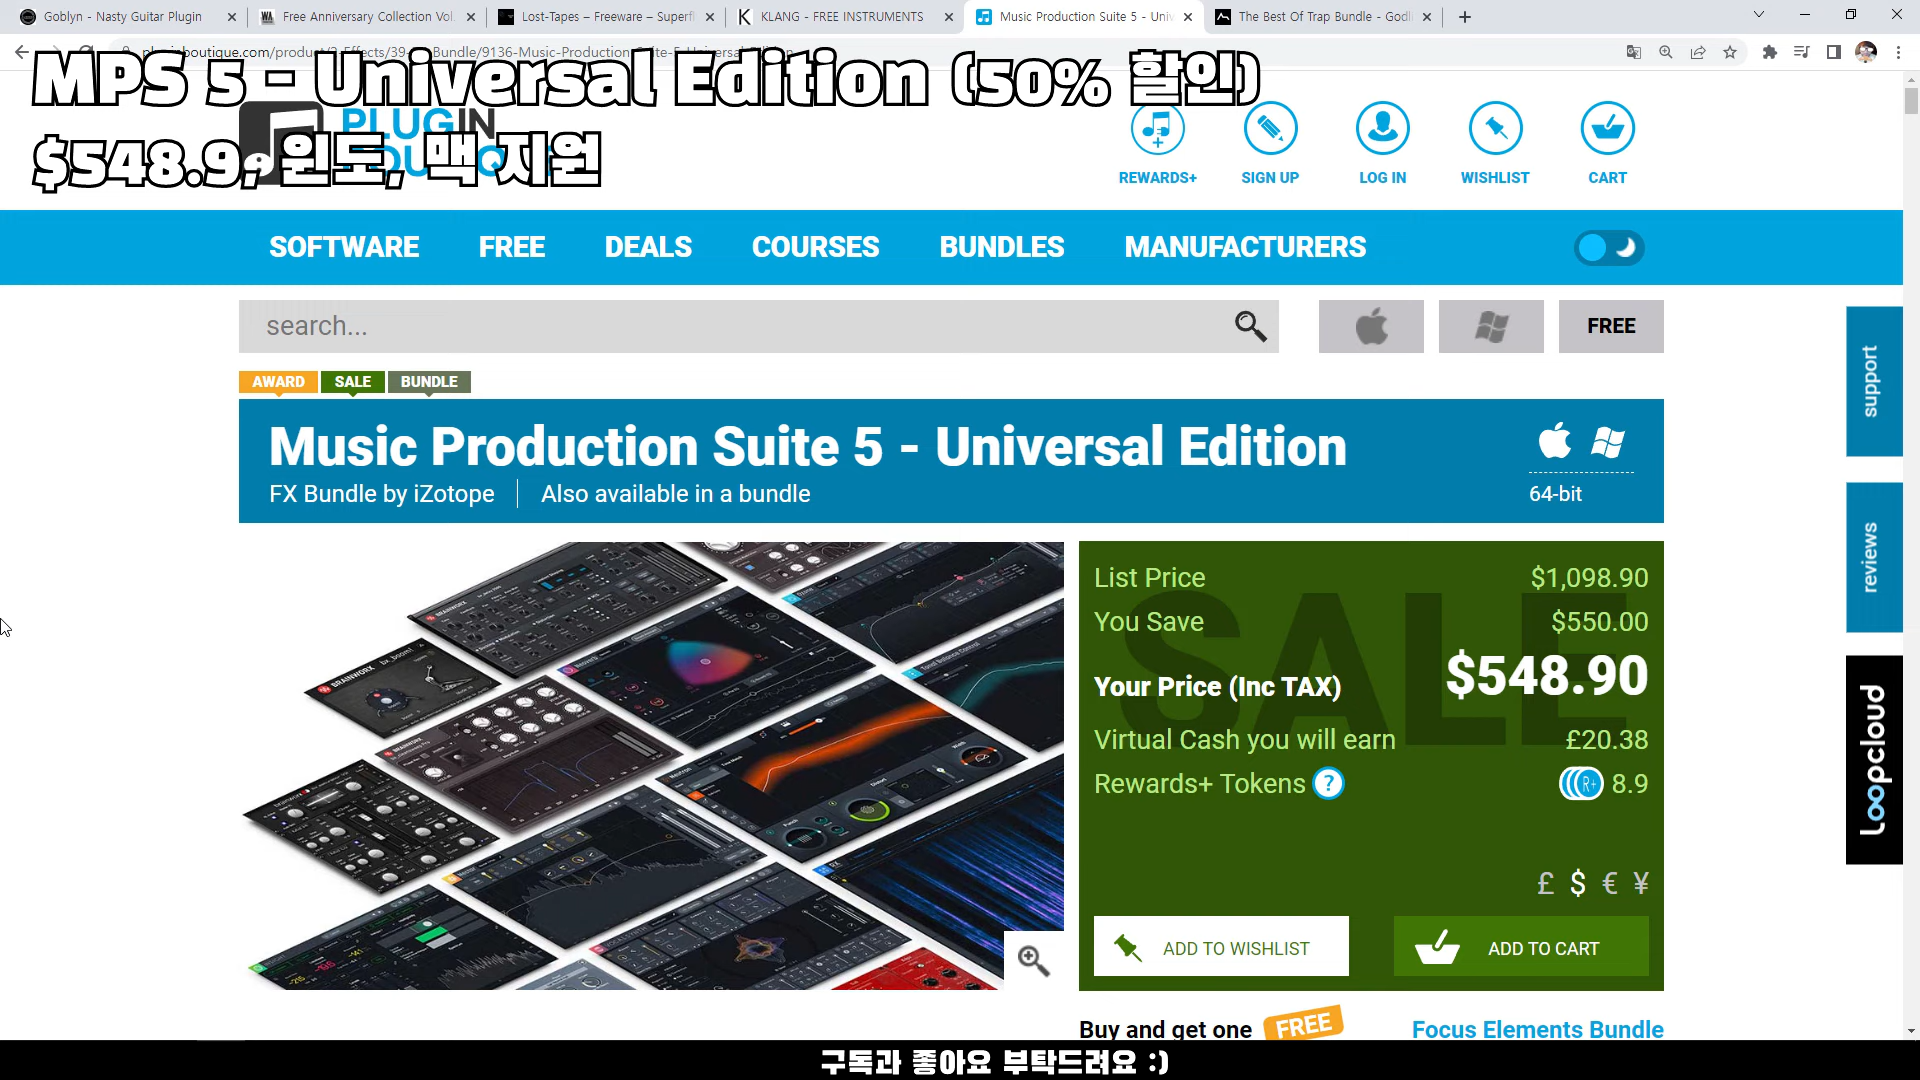 Goblyn - Nasty Guitar Plugin
Free Anniversary Collection Vol.
Lost-Tapes – Freeware – Superfl
KLANG - FREE INSTRUMENTS
Music Production Suite 5 - Univ
The Best Of Trap Bundle - Godl
MPS 5 - Universal Edition (50% 할인)
$548.9, 윈도, 맥 지원
PLUGIN
REWARDS+
SIGN UP
LOG IN
WISHLIST
CART
SOFTWARE
FREE
DEALS
COURSES
BUNDLES
MANUFACTURERS
search...
FREE
AWARD
SALE
BUNDLE
Music Production Suite 5 - Universal Edition
FX Bundle by iZotope
Also available in a bundle
64-bit
support
reviews
loopcloud
SALE
List Price $1,098.90
You Save $550.00
Your Price (Inc TAX) $548.90
Virtual Cash you will earn £20.38
Rewards+ Tokens ? R+ 8.9
£ $ € ¥
ADD TO WISHLIST
ADD TO CART
Buy and get one FREE
Focus Elements Bundle
구독과 좋아요 부탁드려요 :)